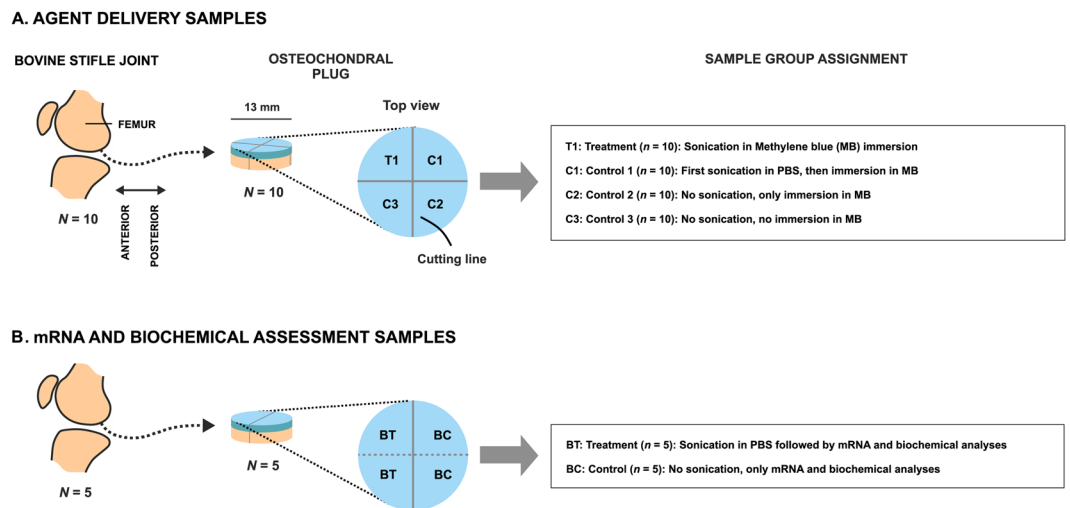 A. AGENT DELIVERY SAMPLES
BOVINE STIFLE JOINT
OSTEOCHONDRAL
PLUG
SAMPLE GROUP ASSIGNMENT
13 mm
Top view
FEMUR
T1
C1
C3
C2
N = 10
N = 10
ANTERIOR
POSTERIOR
Cutting line
T1: Treatment (n = 10): Sonication in Methylene blue (MB) immersion
C1: Control 1 (n = 10): First sonication in PBS, then immersion in MB
C2: Control 2 (n = 10): No sonication, only immersion in MB
C3: Control 3 (n = 10): No sonication, no immersion in MB
B. mRNA AND BIOCHEMICAL ASSESSMENT SAMPLES
BT
BC
BT
BC
N = 5
N = 5
BT: Treatment (n = 5): Sonication in PBS followed by mRNA and biochemical analyses
BC: Control (n = 5): No sonication, only mRNA and biochemical analyses